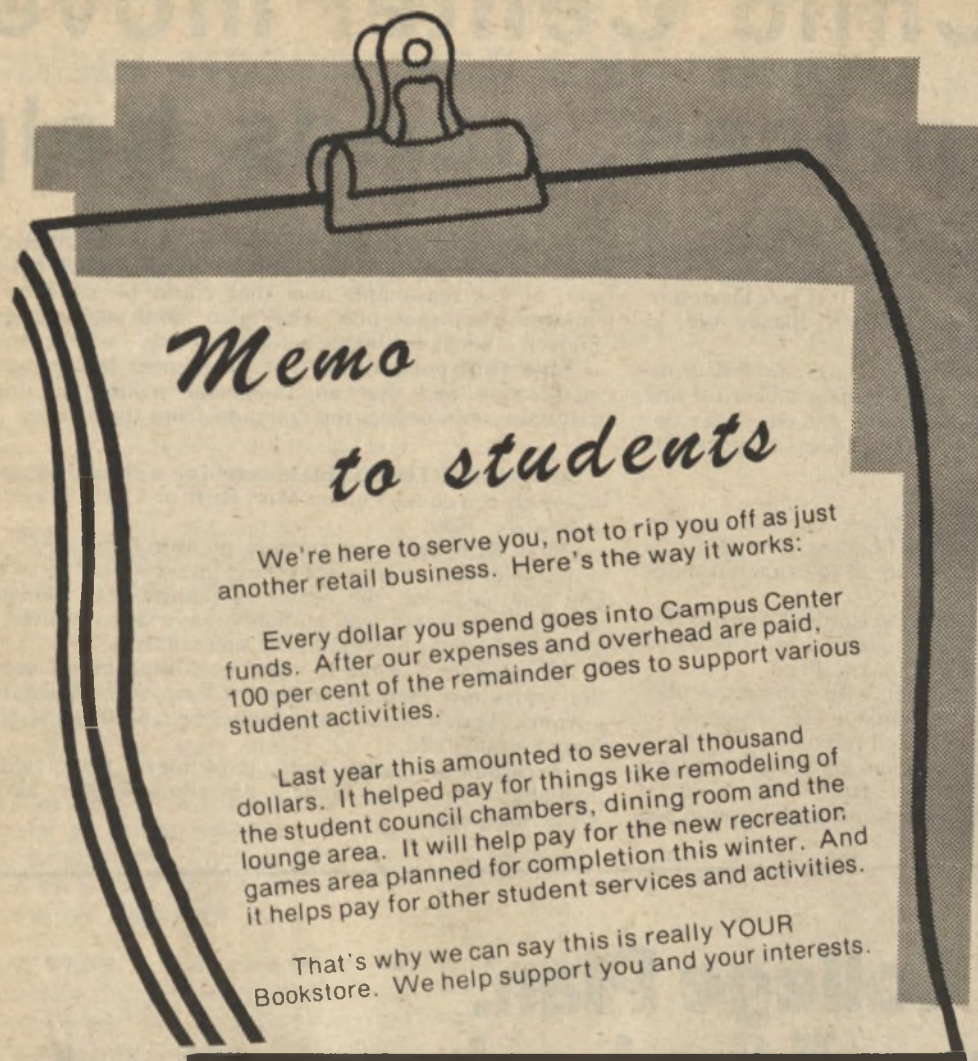 Memo
to students
We're here to serve you, not to rip you off as just
another retail business. Here's the way it works:
Every dollar you spend goes into Campus Center
funds. After our expenses and overhead are paid,
100 per cent of the remainder goes to support various
student activities.
Last year this amounted to several thousand
dollars. It helped pay for things like remodeling of
the student council chambers, dining room and the
lounge area. It will help pay for the new recreation
games area planned for completion this winter. And
it helps pay for other student services and activities.
That's why we can say this is really YOUR
Bookstore. We help support you and your interests.